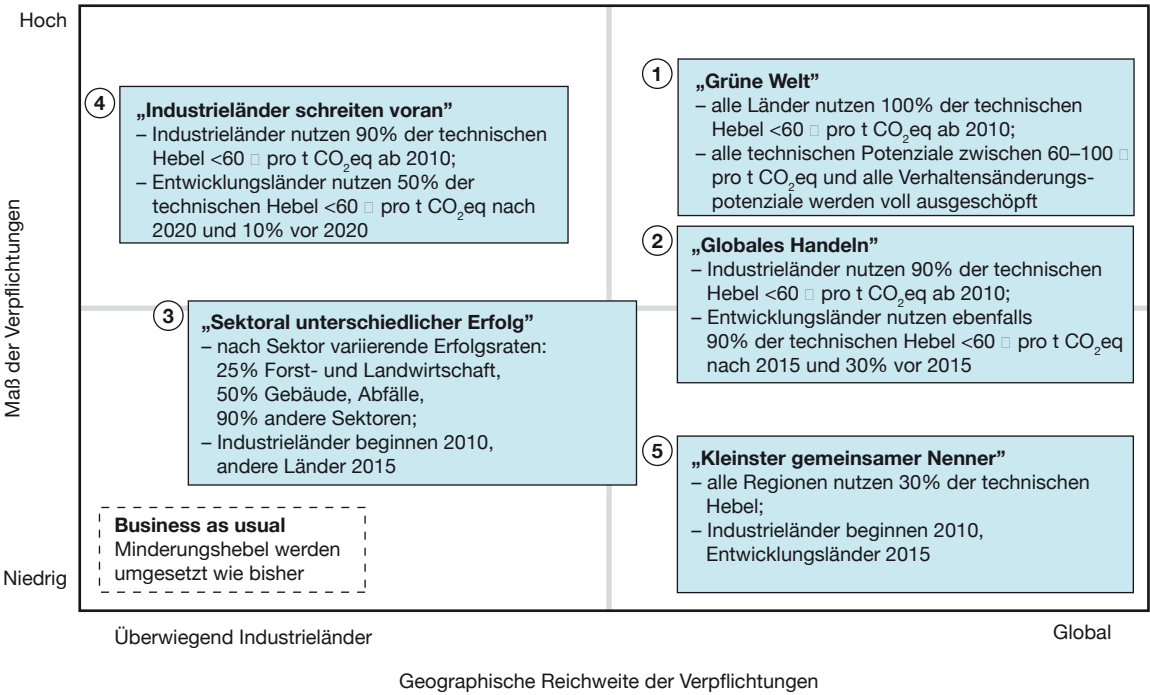 Hoch
Maß der Verpflichtungen
Niedrig
4
„Industrieländer schreiten voran”
– Industrieländer nutzen 90% der technischen
Hebel <60 □ pro t CO₂eq ab 2010;
– Entwicklungsländer nutzen 50% der
technischen Hebel <60 □ pro t CO₂eq nach
2020 und 10% vor 2020
1
„Grüne Welt”
– alle Länder nutzen 100% der technischen
Hebel <60 □ pro t CO₂eq ab 2010;
– alle technischen Potenziale zwischen 60–100 □
pro t CO₂eq und alle Verhaltensänderungs-
potenziale werden voll ausgeschöpft
2
„Globales Handeln”
– Industrieländer nutzen 90% der technischen
Hebel <60 □ pro t CO₂eq ab 2010;
– Entwicklungsländer nutzen ebenfalls
90% der technischen Hebel <60 □ pro t CO₂eq
nach 2015 und 30% vor 2015
3
„Sektoral unterschiedlicher Erfolg”
– nach Sektor variierende Erfolgsraten:
25% Forst- und Landwirtschaft,
50% Gebäude, Abfälle,
90% andere Sektoren;
– Industrieländer beginnen 2010,
andere Länder 2015
5
„Kleinster gemeinsamer Nenner”
– alle Regionen nutzen 30% der technischen
Hebel;
– Industrieländer beginnen 2010,
Entwicklungsländer 2015
Business as usual
Minderungshebel werden
umgesetzt wie bisher
Überwiegend Industrieländer
Global
Geographische Reichweite der Verpflichtungen